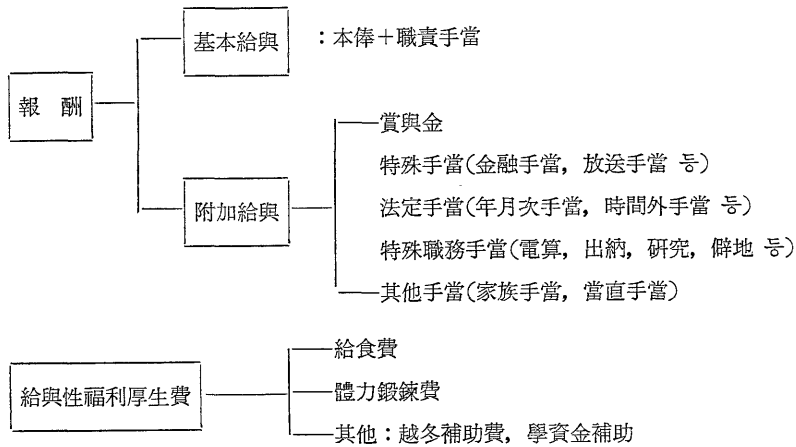 基本給與 : 本俸+職責手當
報 酬
賞與金
特殊手當(金融手當, 放送手當 등)
附加給與
法定手當(年月次手當, 時間外手當 등)
特殊職務手當(電算, 出納, 硏究, 僻地 등)
其他手當(家族手當, 當直手當)
給食費
給與性福利厚生費
體力鍛鍊費
其他 : 越冬補助費, 學資金補助